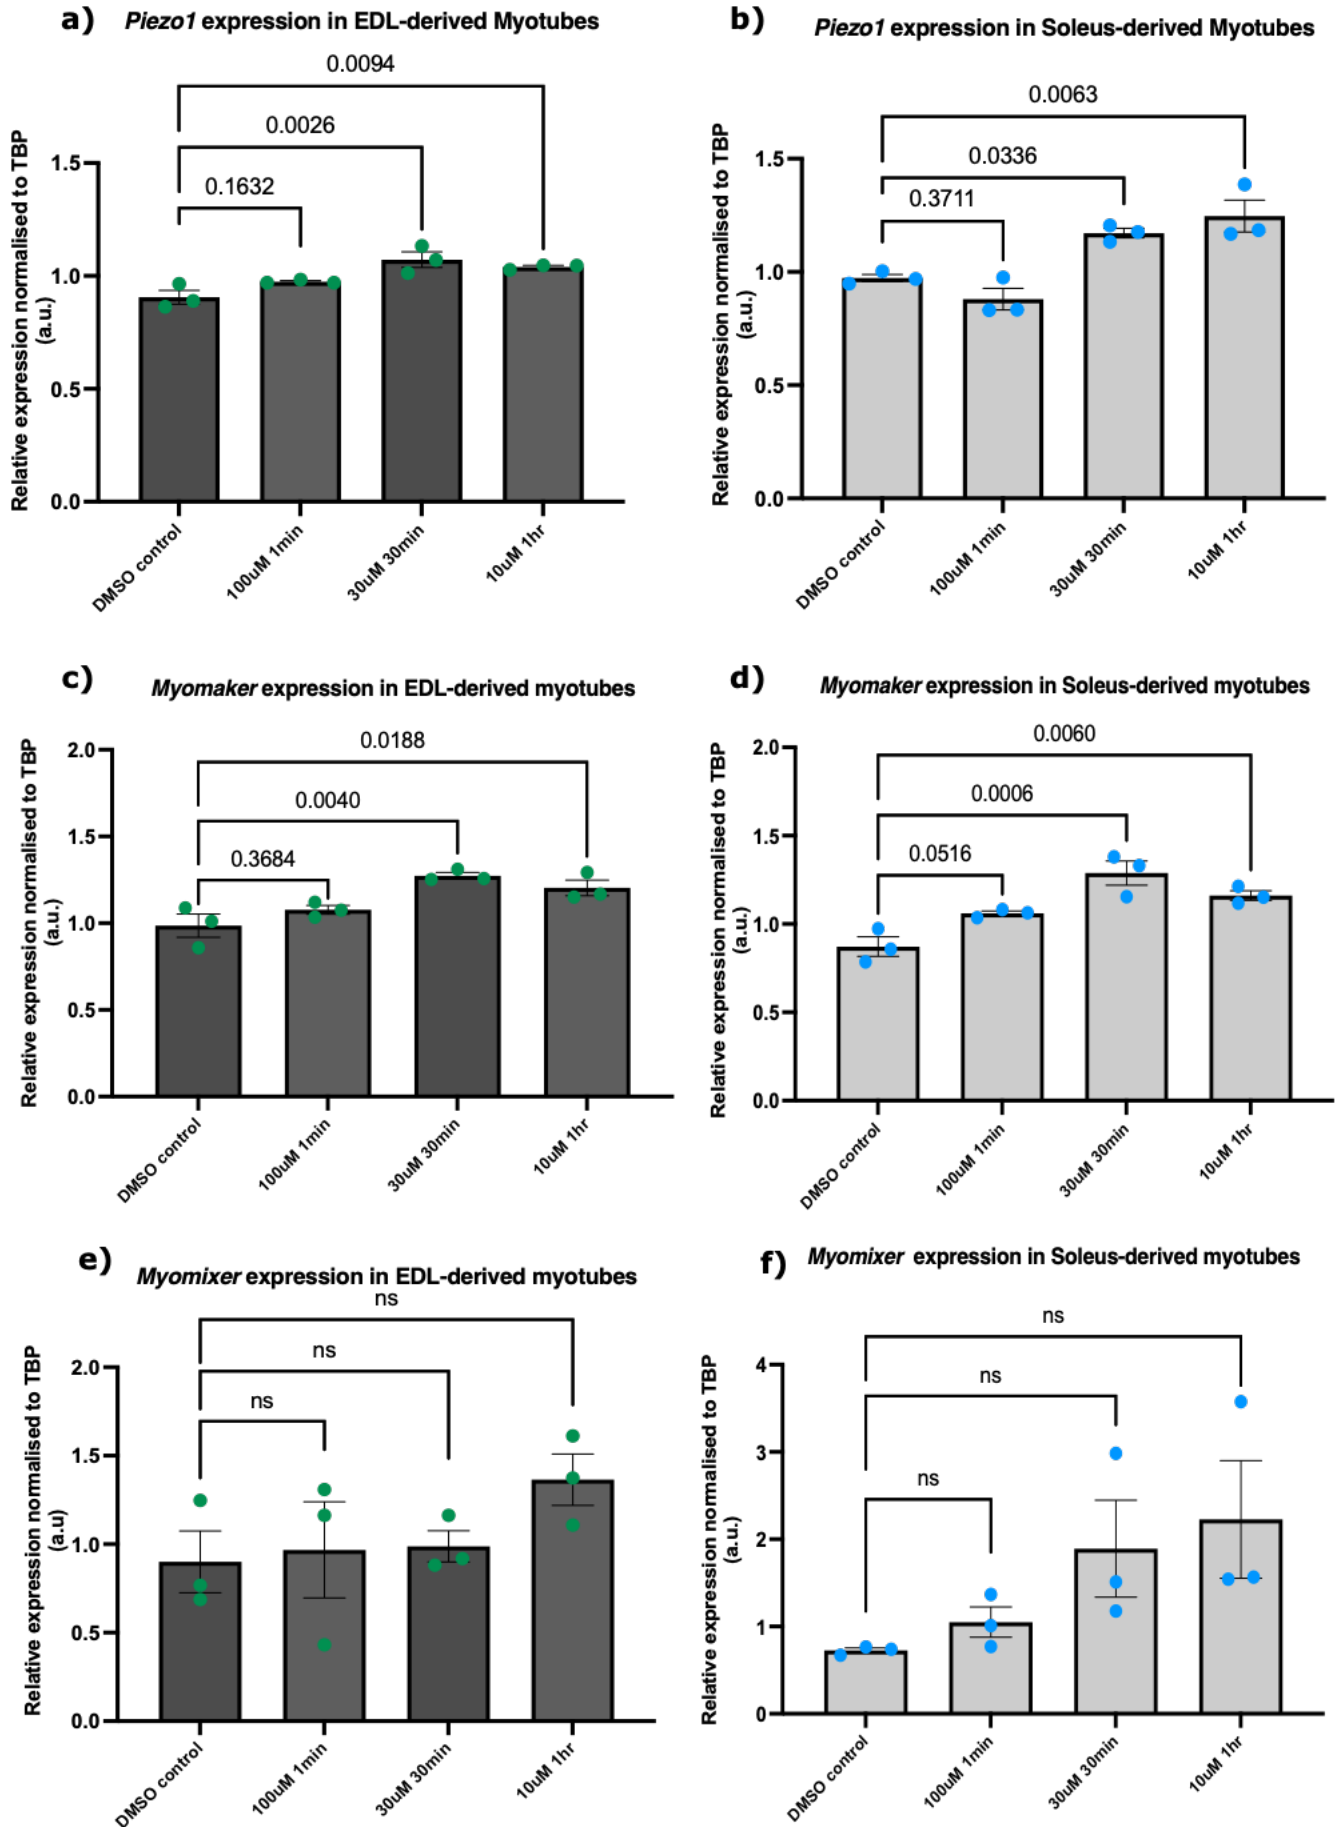 a) Piezo1 expression in EDL-derived Myotubes
0.0094
0.0026
0.1632
Relative expression normalised to TBP
(a.u.)
1.5
1.0
0.5
0.0
DMSO control
100uM 1min
30uM 30min
10uM 1hr
b) Piezo1 expression in Soleus-derived Myotubes
0.0063
0.0336
0.3711
Relative expression normalised to TBP
(a.u.)
1.5
1.0
0.5
0.0
DMSO control
100uM 1min
30uM 30min
10uM 1hr
c) Myomaker expression in EDL-derived myotubes
0.0188
0.0040
0.3684
Relative expression normalised to TBP
(a.u.)
2.0
1.5
1.0
0.5
0.0
DMSO control
100uM 1min
30uM 30min
10uM 1hr
d) Myomaker expression in Soleus-derived myotubes
0.0060
0.0006
0.0516
Relative expression normalised to TBP
(a.u.)
2.0
1.5
1.0
0.5
0.0
DMSO control
100uM 1min
30uM 30min
10uM 1hr
e) Myomixer expression in EDL-derived myotubes
ns
ns
ns
Relative expression normalised to TBP
(a.u)
2.0
1.5
1.0
0.5
0.0
DMSO control
100uM 1min
30uM 30min
10uM 1hr
f) Myomixer expression in Soleus-derived myotubes
ns
ns
ns
Relative expression normalised to TBP
(a.u.)
4
3
2
1
0
DMSO control
100uM 1min
30uM 30min
10uM 1hr